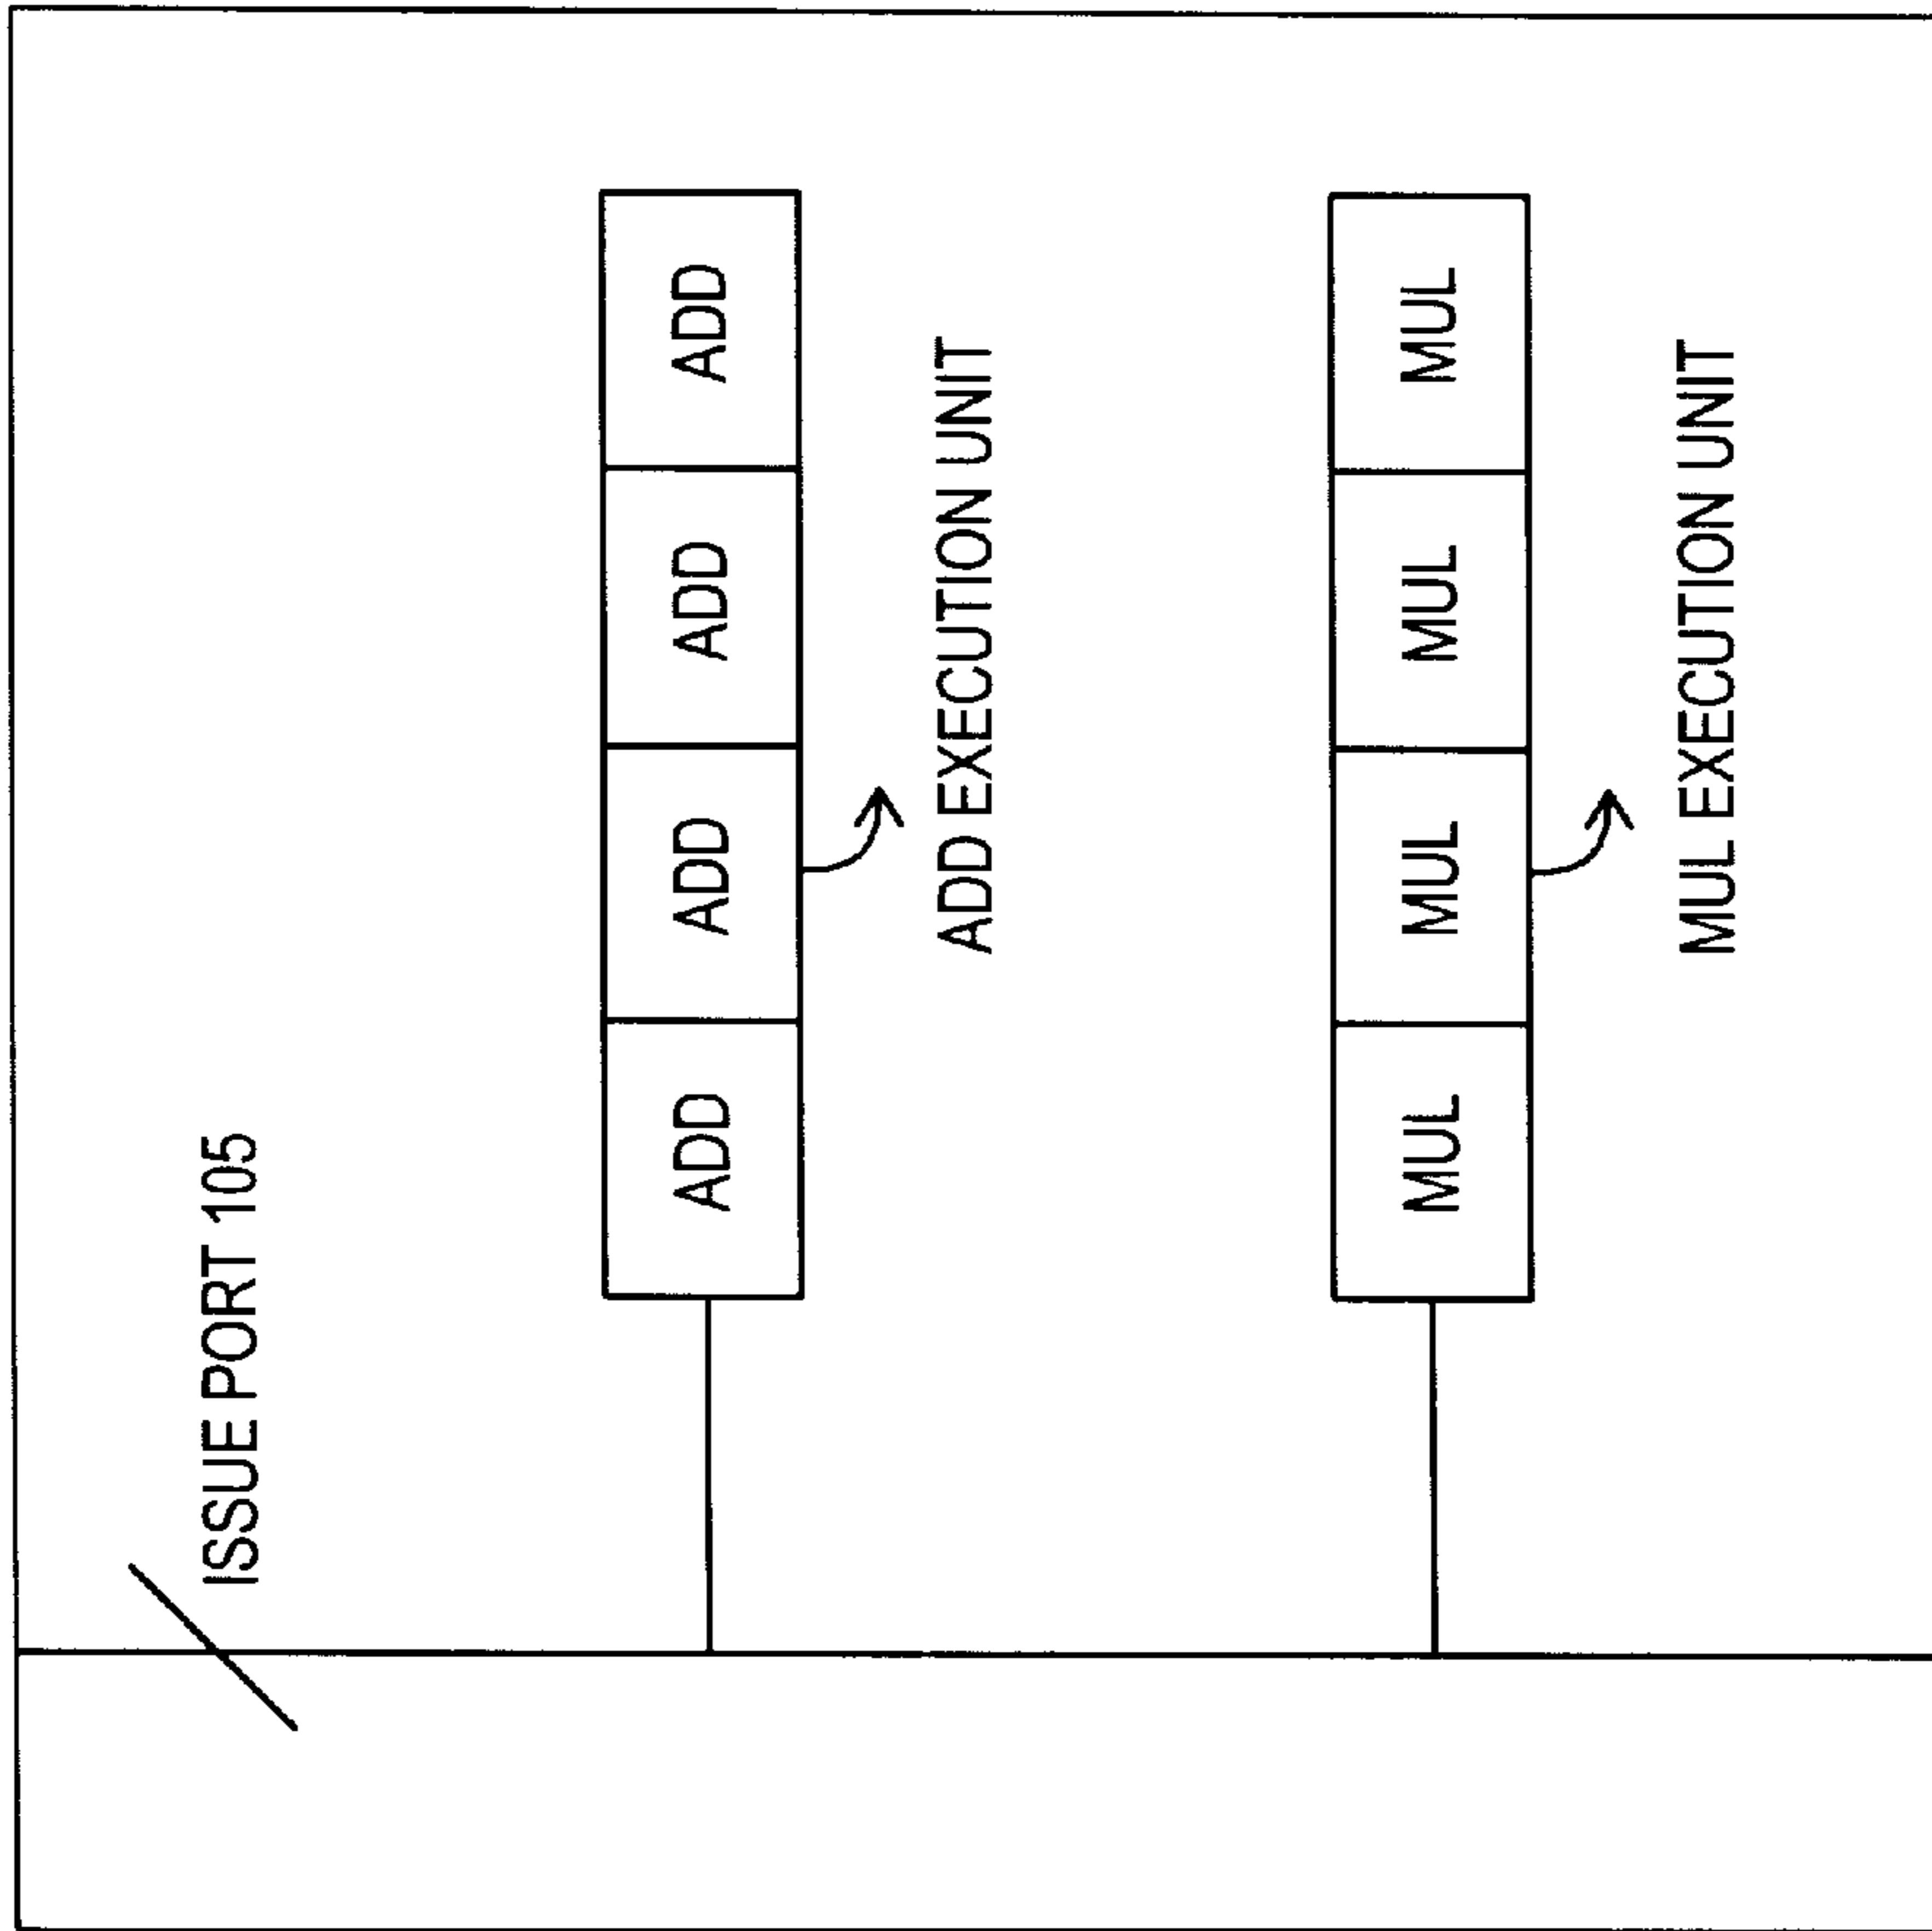 ISSUE PORT 105
ADD ADD ADD ADD
ADD EXECUTION UNIT
MUL MUL MUL MUL
MUL EXECUTION UNIT